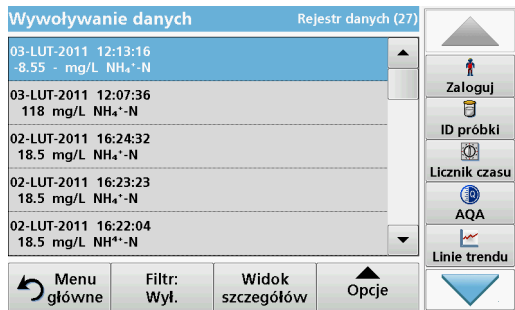 Wywoływanie danych
Rejestr danych (27)
03-LUT-2011 12:13:16
-8.55 - mg/L NH₄⁺-N
03-LUT-2011 12:07:36
118 mg/L NH₄⁺-N
02-LUT-2011 16:24:32
18.5 mg/L NH₄⁺-N
02-LUT-2011 16:23:23
18.5 mg/L NH₄⁺-N
02-LUT-2011 16:22:04
18.5 mg/L NH⁴⁺-N
Zaloguj
ID próbki
Licznik czasu
AQA
Linie trendu
Menu
główne
Filtr:
Wył.
Widok
szczegółów
Opcje